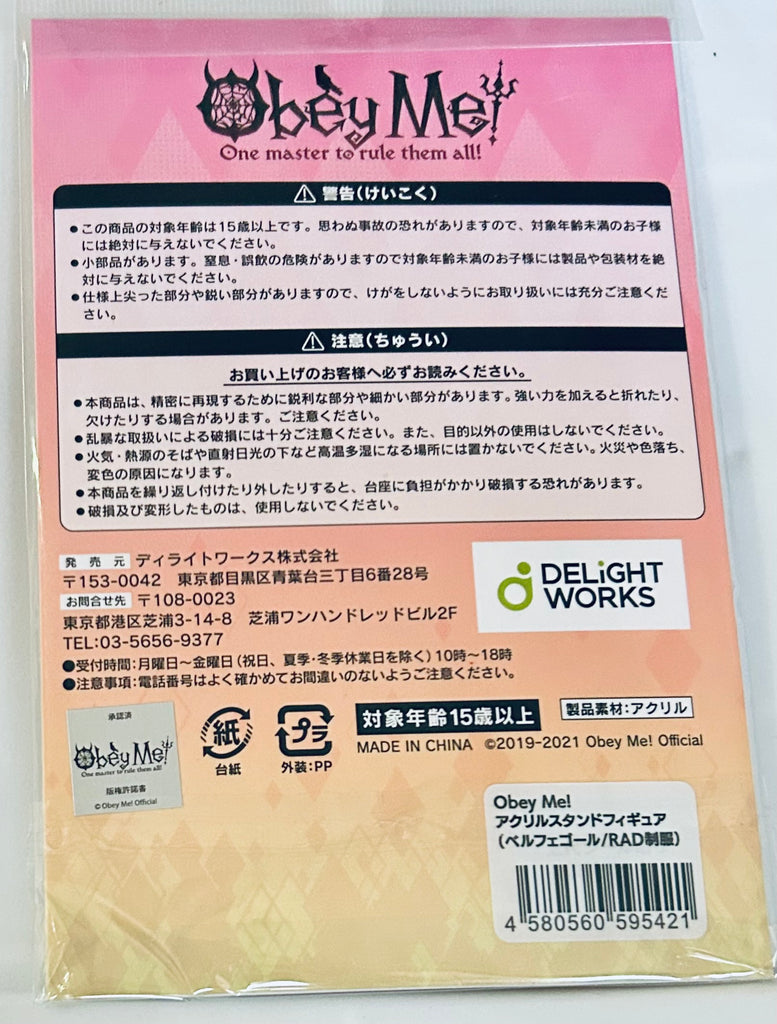 Obey Me!
One master to rule them all!
⚠ 警告(けいこく)
●この商品の対象年齢は15歳以上です。思わぬ事故の恐れがありますので、対象年齢未満のお子様
には絶対に与えないでください。
●小部品があります。窒息・誤飲の危険がありますので対象年齢未満のお子様には製品や包装材を絶
対に与えないでください。
●仕様上尖った部分や鋭い部分がありますので、けがをしないようにお取り扱いには充分ご注意くだ
さい。
⚠ 注意(ちゅうい)
お買い上げのお客様へ必ずお読みください。
●本商品は、精密に再現するために鋭利な部分や細かい部分があります。強い力を加えると折れたり、
欠けたりする場合があります。ご注意ください。
●乱暴な取扱いによる破損には十分ご注意ください。また、目的以外の使用はしないでください。
●火気・熱源のそばや直射日光の下など高温多湿になる場所には置かないでください。火災や色落ち、
変色の原因になります。
●本商品を繰り返し付けたり外したりすると、台座に負担がかかり破損する恐れがあります。
●破損及び変形したものは、使用しないでください。
発売元 ディライトワークス株式会社
〒153-0042 東京都目黒区青葉台三丁目6番28号
お問合せ先 〒108-0023
東京都港区芝浦3-14-8 芝浦ワンハンドレッドビル2F
TEL:03-5656-9377
●受付時間:月曜日～金曜日(祝日、夏季・冬季休業日を除く)10時～18時
●注意事項:電話番号はよく確かめてお間違いのないようご注意ください。
DELiGHT
WORKS
承認済
Obey Me!
One master to rule them all!
版権許諾書
© Obey Me! Official
紙
台紙
プラ
外装:PP
対象年齢15歳以上
製品素材:アクリル
MADE IN CHINA ©2019-2021 Obey Me! Official
Obey Me!
アクリルスタンドフィギュア
(ベルフェゴール/RAD制服)
4 580560 595421